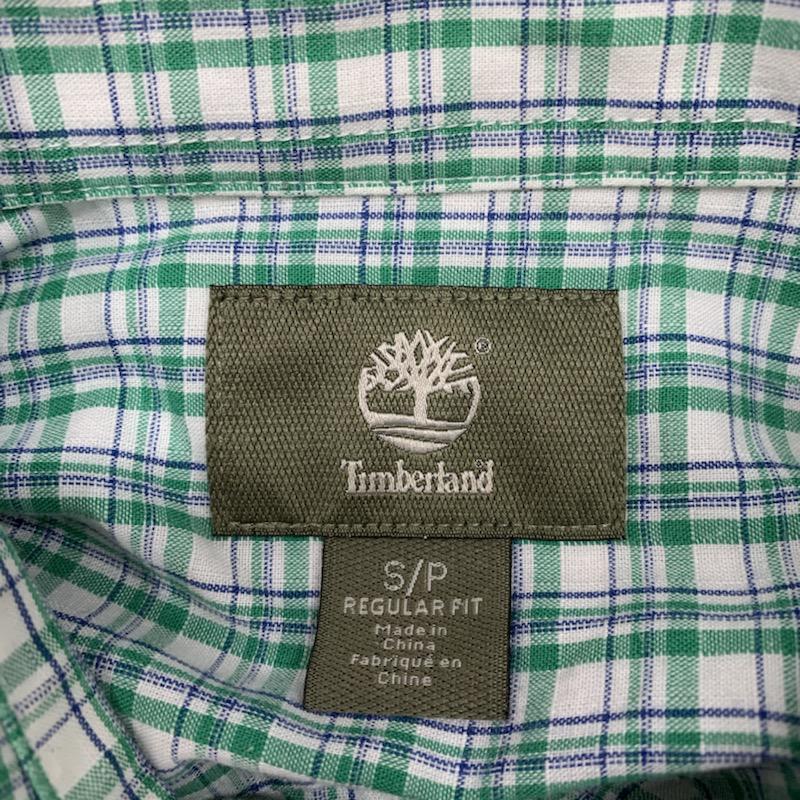 ®
Timberland®
S/P
REGULAR FIT
Made in
China
Fabriqué en
Chine